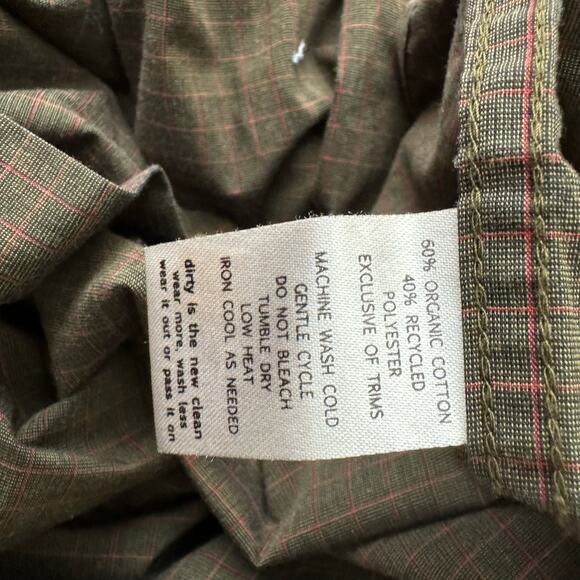 60% ORGANIC COTTON
40% RECYCLED
POLYESTER
EXCLUSIVE OF TRIMS
MACHINE WASH COLD
GENTLE CYCLE
DO NOT BLEACH
TUMBLE DRY
LOW HEAT
IRON COOL AS NEEDED
dirty is the new clean
wear more, wash less
wear it out or pass it on